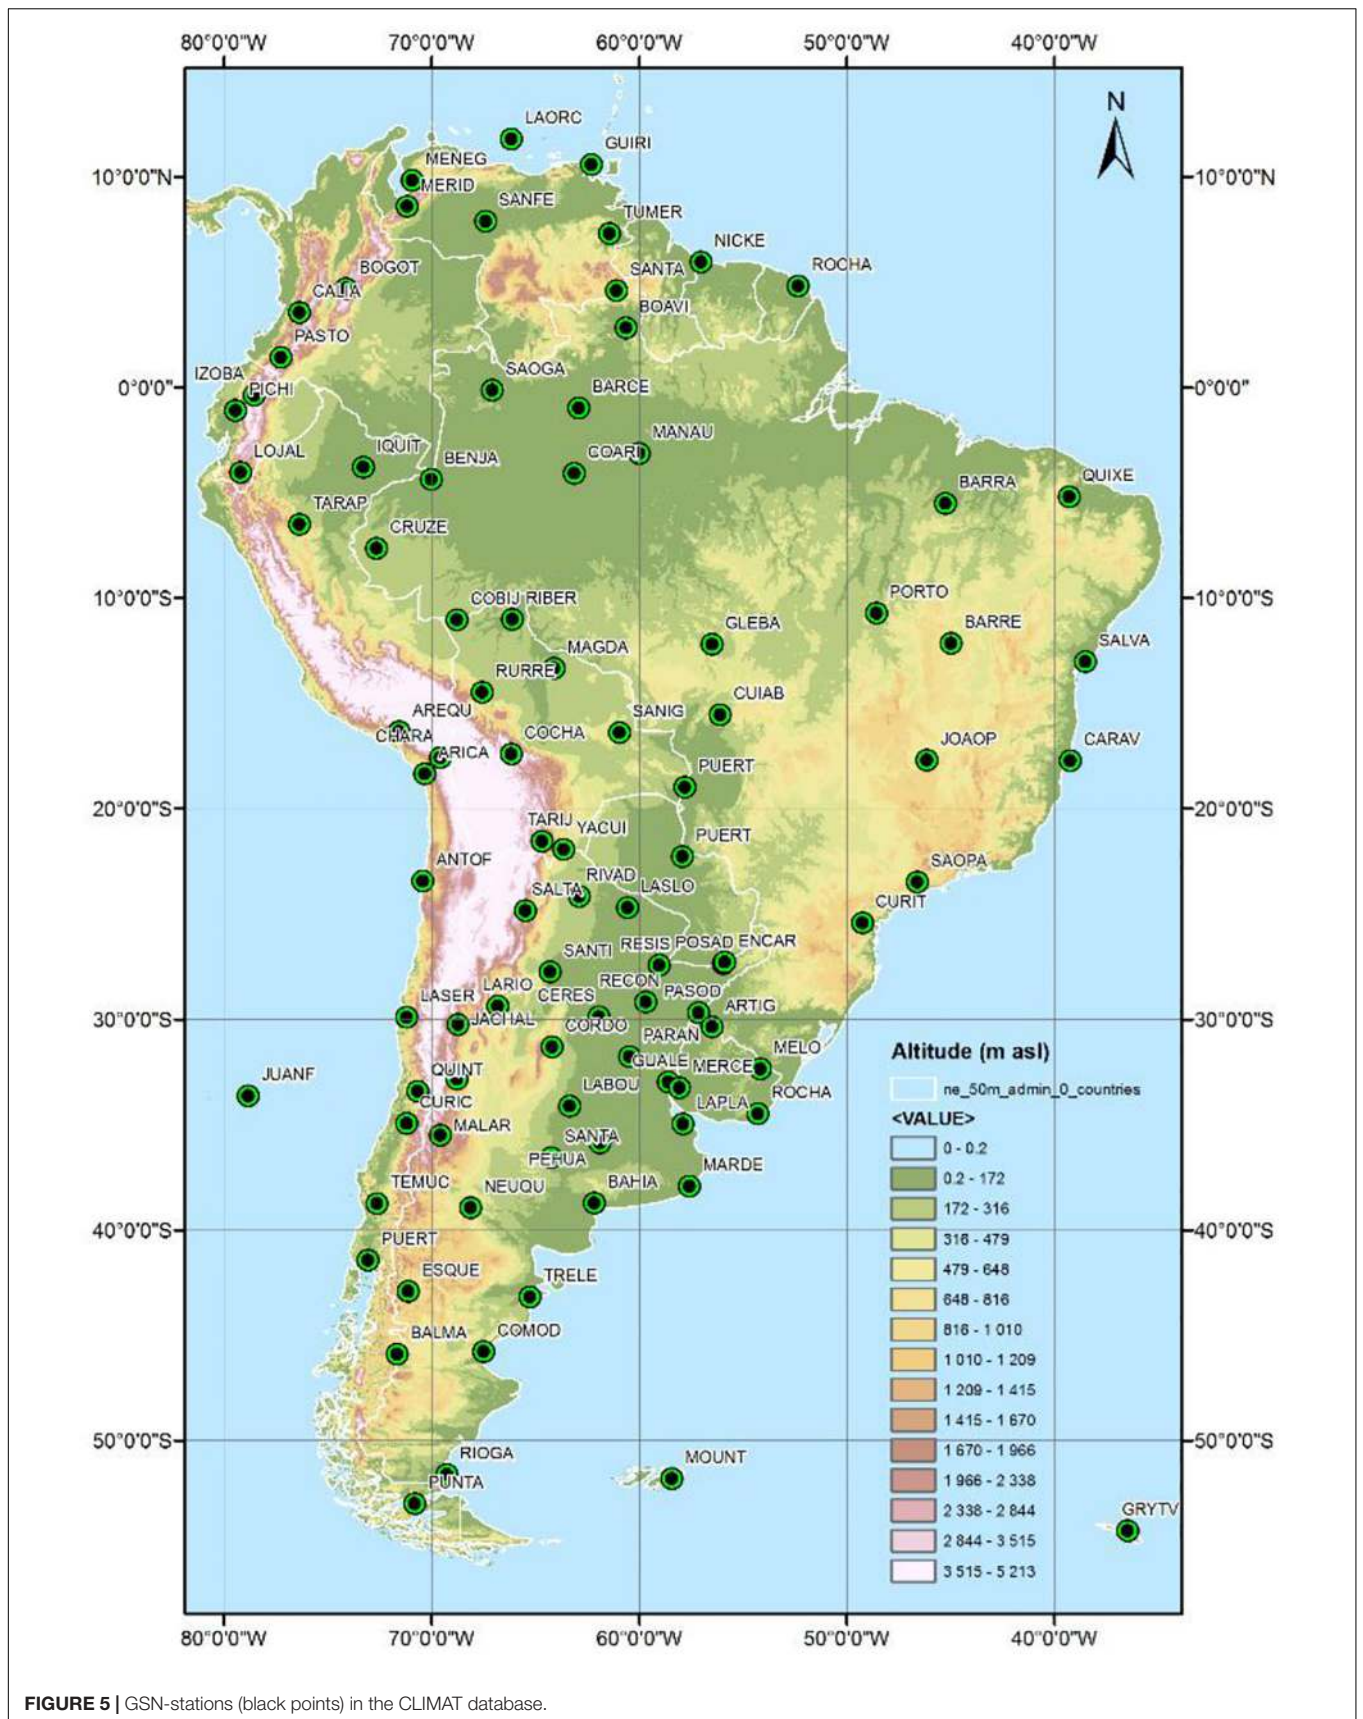 80°0'0"W 70°0'0"W 60°0'0"W 50°0'0"W 40°0'0"W
N
LAORC
GUIRI
MENEG
10°0'0"N 10°0'0"N
MERID
SANFE
TUMER
NICKE
BOGOT SANTA ROCHA
CALIA
BOAVI
PASTO
IZOBA SAOGA
0°0'0" PICHI BARCE 0°0'0"
MANAU
LOJAL IQUIT BENJA COARI
BARRA QUIXE
TARAP
CRUZE
10°0'0"S COBIJ RIBER PORTO 10°0'0"S
GLEBA BARRE
MAGDA SALVA
RURRE
CUIAB
AREQU SANIG
CHARA COCHA JOAOP CARAV
ARICA
PUERT
20°0'0"S 20°0'0"S
TARIJ YACUI
PUERT
ANTOF SAOPA
RIVAD
SALTA LASLO
CURIT
SANTI RESIS POSAD ENCAR
LARIO RECON
LASER CERES PASOD
ARTIG
30°0'0"S JACHAL CORDO 30°0'0"S
PARAN
MELO
Altitude (m asl)
JUANF QUINT GUALE MERCE
LABOU ROCHA
CURIC LAPLA
ne_50m_admin_0_countries
MALAR
SANTA
<VALUE>
PEHUA
0 - 0.2
MARDE
TEMUC NEUQU BAHIA
0.2 - 172
172 - 316
40°0'0"S 40°0'0"S
PUERT
316 - 479
ESQUE TRELE
479 - 648
648 - 816
BALMA COMOD
816 - 1 010
1 010 - 1 209
1 209 - 1 415
1 415 - 1 670
50°0'0"S 50°0'0"S
RIOGA MOUNT
1 670 - 1 966
PUNTA
1 966 - 2 338
2 338 - 2 844
GRYTV
2 844 - 3 515
3 515 - 5 213
80°0'0"W 70°0'0"W 60°0'0"W 50°0'0"W 40°0'0"W
FIGURE 5 | GSN-stations (black points) in the CLIMAT database.